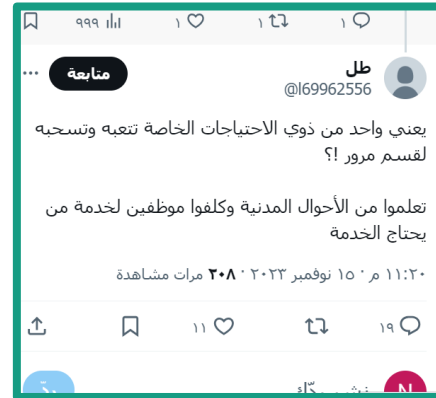 ١ ١ ١ ٩٩٩
طل
@l69962556
متابعة
يعني واحد من ذوي الاحتياجات الخاصة تتعبه وتسحبه
لقسم مرور !؟
تعلموا من الأحوال المدنية وكلفوا موظفين لخدمة من
يحتاج الخدمة
١١:٢٠ م · ١٥ نوفمبر ٢٠٢٣ · ٢٠٨ مرات مشاهدة
١٩ ١١
N
ردّ